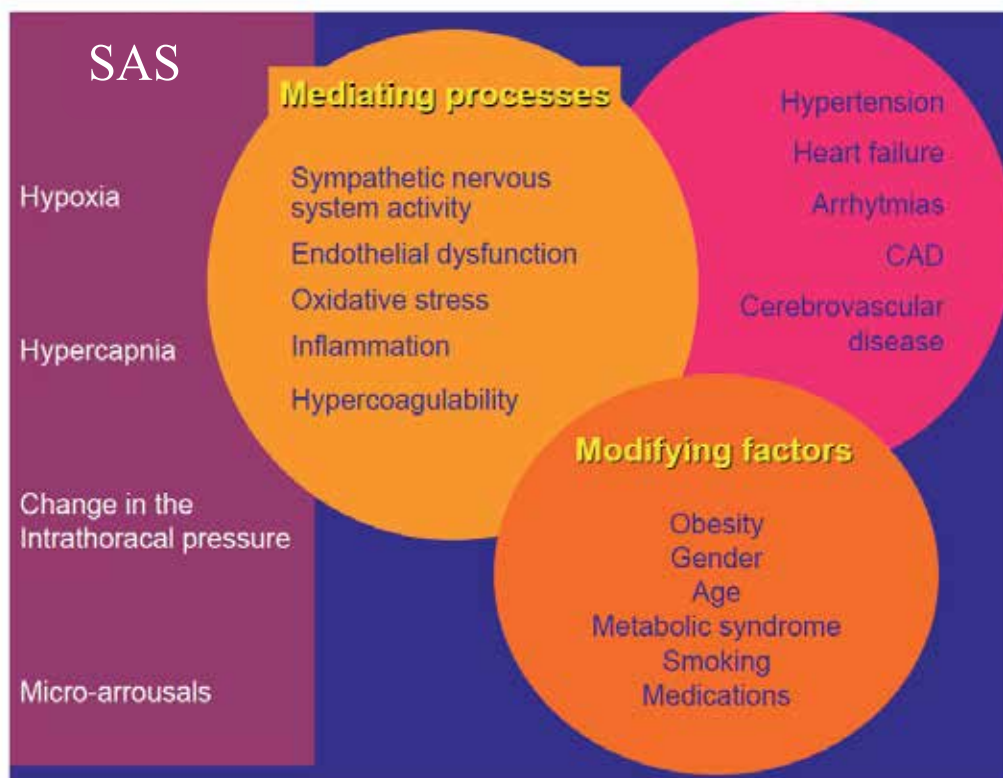 SAS
Hypoxia
Hypercapnia
Change in the
Intrathoracal pressure
Micro-arrousals
Mediating processes
Sympathetic nervous
system activity
Endothelial dysfunction
Oxidative stress
Inflammation
Hypercoagulability
Hypertension
Heart failure
Arrhytmias
CAD
Cerebrovascular
disease
Modifying factors
Obesity
Gender
Age
Metabolic syndrome
Smoking
Medications